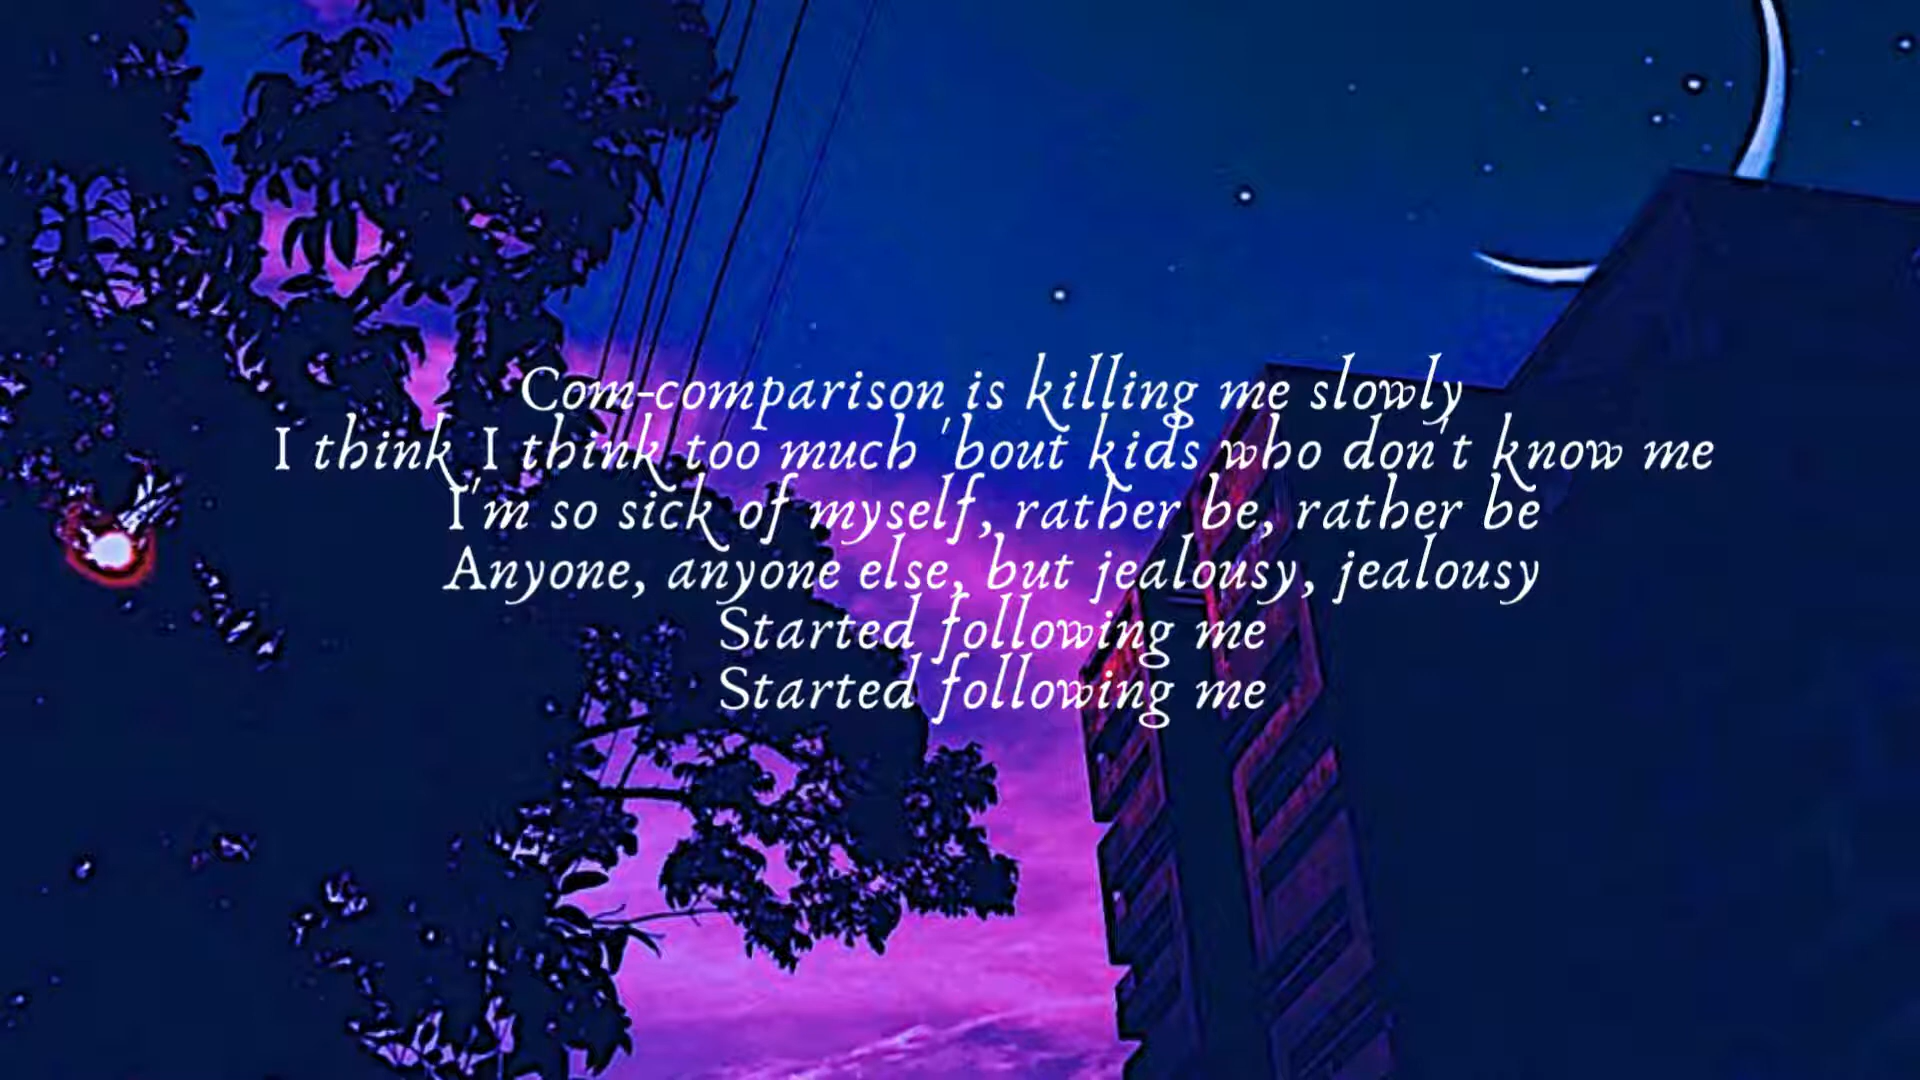 Com-comparison is killing me slowly
I think I think too much 'bout kids who don't know me
I'm so sick of myself, rather be, rather be
Anyone, anyone else, but jealousy, jealousy
Started following me
Started following me